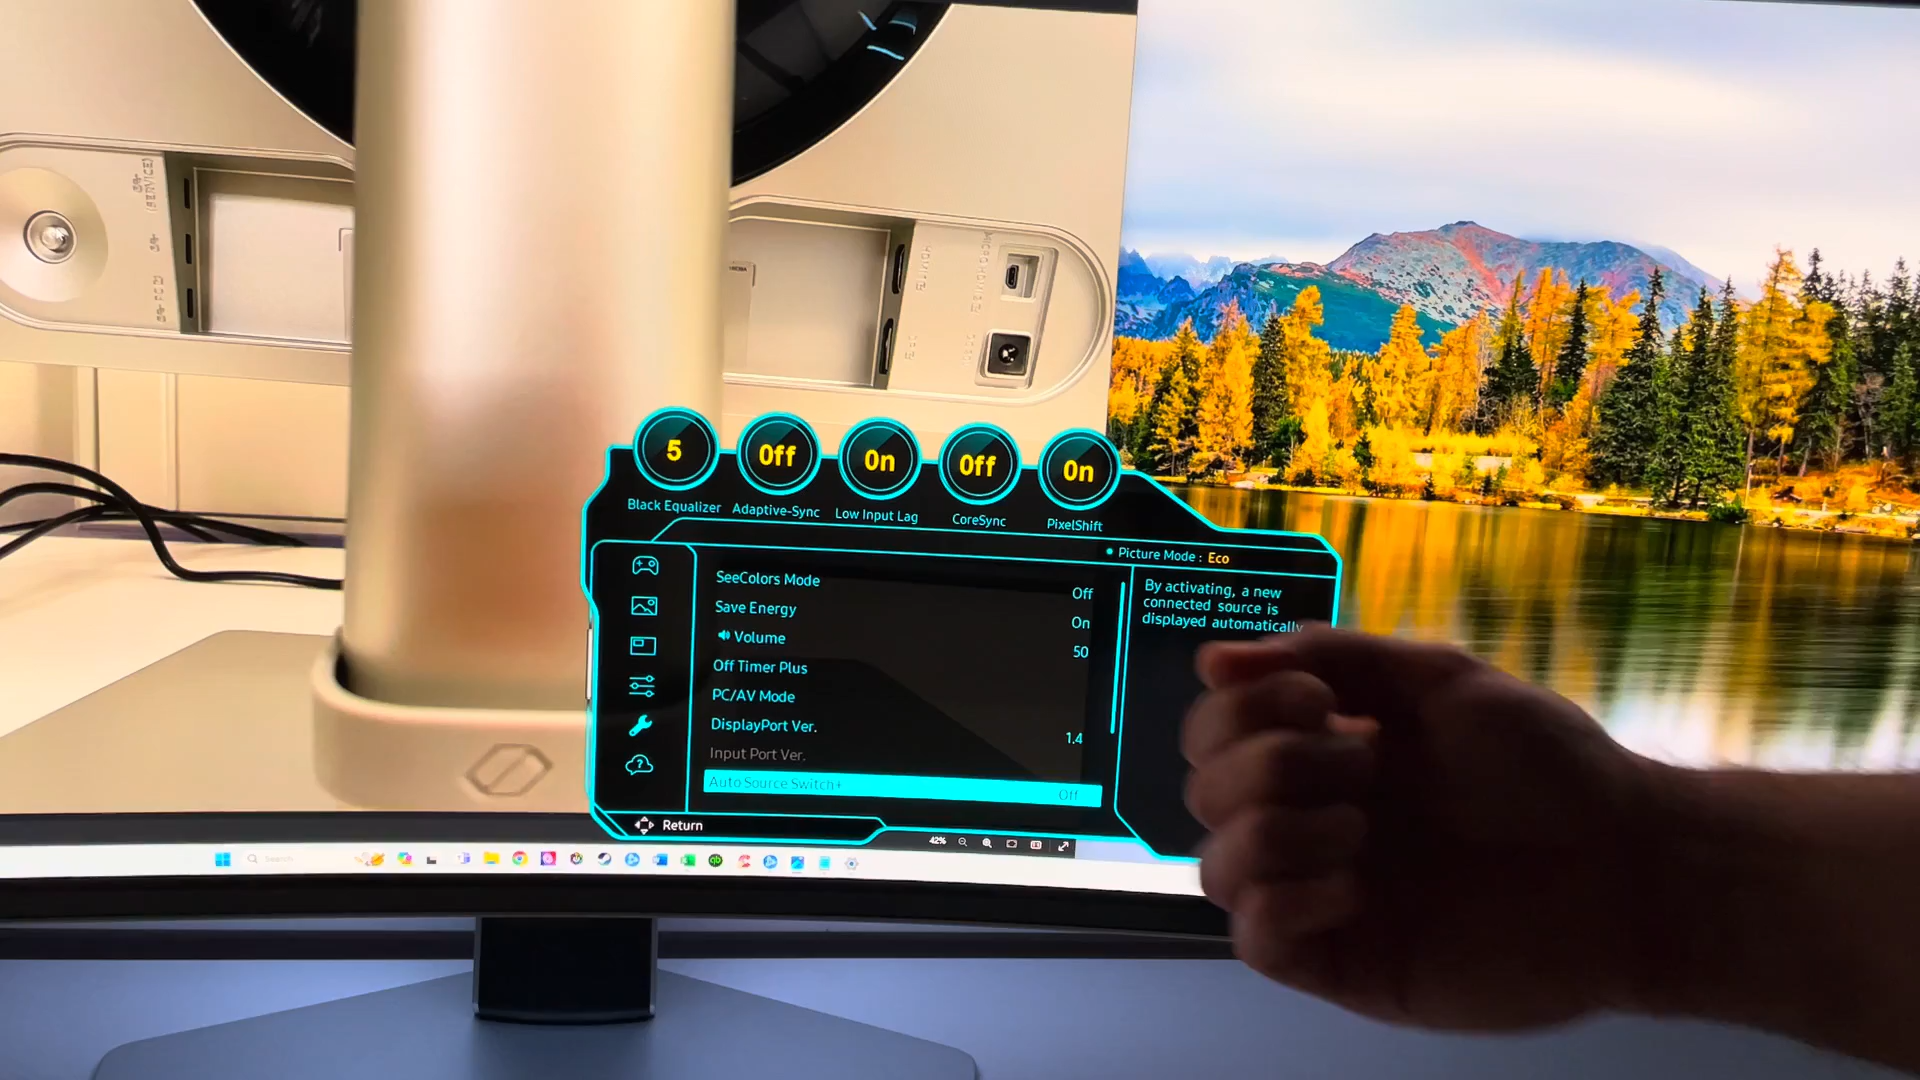 (SERVICE)
5
Off
On
Off
On
Black Equalizer
Adaptive-Sync
Low Input Lag
CoreSync
PixelShift
Picture Mode : Eco
SeeColors Mode Off
Save Energy On
Volume 50
Off Timer Plus
PC/AV Mode
DisplayPort Ver. 1.4
Input Port Ver.
Auto Source Switch+ Off
By activating, a new
connected source is
displayed automatically
Return
42%
Search